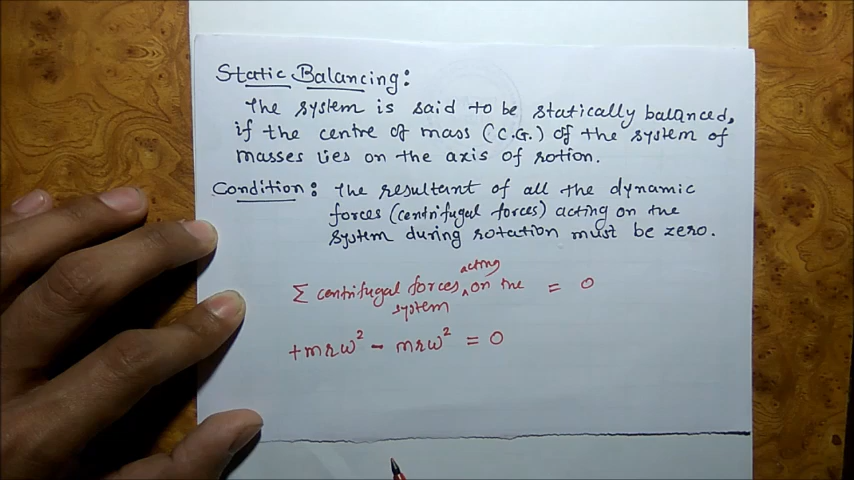 Static Balancing:
The system is said to be statically balanced,
if the centre of mass (C.G.) of the system of
masses lies on the axis of rotion.
Condition: The resultant of all the dynamic
forces (centrifugal forces) acting on the
system during rotation must be zero.
acting
Σ centrifugal forces ^ on the = 0
system
+mrω² - mrω² = 0